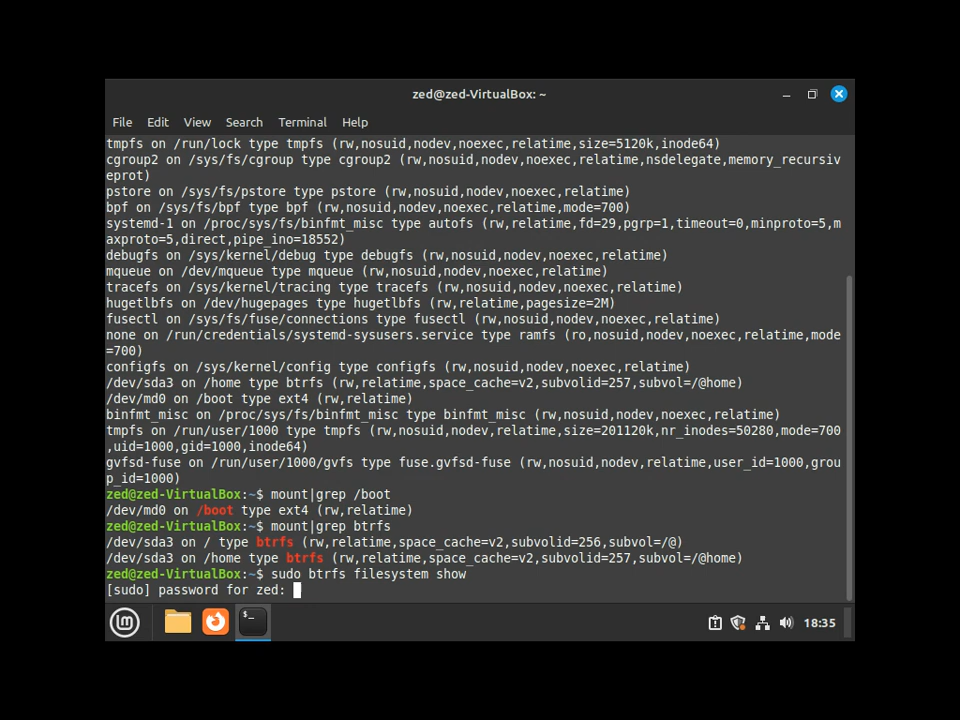 zed@zed-VirtualBox: ~
File Edit View Search Terminal Help
tmpfs on /run/lock type tmpfs (rw,nosuid,nodev,noexec,relatime,size=5120k,inode64)
cgroup2 on /sys/fs/cgroup type cgroup2 (rw,nosuid,nodev,noexec,relatime,nsdelegate,memory_recursiv
eprot)
pstore on /sys/fs/pstore type pstore (rw,nosuid,nodev,noexec,relatime)
bpf on /sys/fs/bpf type bpf (rw,nosuid,nodev,noexec,relatime,mode=700)
systemd-1 on /proc/sys/fs/binfmt_misc type autofs (rw,relatime,fd=29,pgrp=1,timeout=0,minproto=5,m
axproto=5,direct,pipe_ino=18552)
debugfs on /sys/kernel/debug type debugfs (rw,nosuid,nodev,noexec,relatime)
mqueue on /dev/mqueue type mqueue (rw,nosuid,nodev,noexec,relatime)
tracefs on /sys/kernel/tracing type tracefs (rw,nosuid,nodev,noexec,relatime)
hugetlbfs on /dev/hugepages type hugetlbfs (rw,relatime,pagesize=2M)
fusectl on /sys/fs/fuse/connections type fusectl (rw,nosuid,nodev,noexec,relatime)
none on /run/credentials/systemd-sysusers.service type ramfs (ro,nosuid,nodev,noexec,relatime,mode
=700)
configfs on /sys/kernel/config type configfs (rw,nosuid,nodev,noexec,relatime)
/dev/sda3 on /home type btrfs (rw,relatime,space_cache=v2,subvolid=257,subvol=/@home)
/dev/md0 on /boot type ext4 (rw,relatime)
binfmt_misc on /proc/sys/fs/binfmt_misc type binfmt_misc (rw,nosuid,nodev,noexec,relatime)
tmpfs on /run/user/1000 type tmpfs (rw,nosuid,nodev,relatime,size=201120k,nr_inodes=50280,mode=700
,uid=1000,gid=1000,inode64)
gvfsd-fuse on /run/user/1000/gvfs type fuse.gvfsd-fuse (rw,nosuid,nodev,relatime,user_id=1000,grou
p_id=1000)
zed@zed-VirtualBox:~$ mount|grep /boot
/dev/md0 on /boot type ext4 (rw,relatime)
zed@zed-VirtualBox:~$ mount|grep btrfs
/dev/sda3 on / type btrfs (rw,relatime,space_cache=v2,subvolid=256,subvol=/@)
/dev/sda3 on /home type btrfs (rw,relatime,space_cache=v2,subvolid=257,subvol=/@home)
zed@zed-VirtualBox:~$ sudo btrfs filesystem show
[sudo] password for zed:
18:35